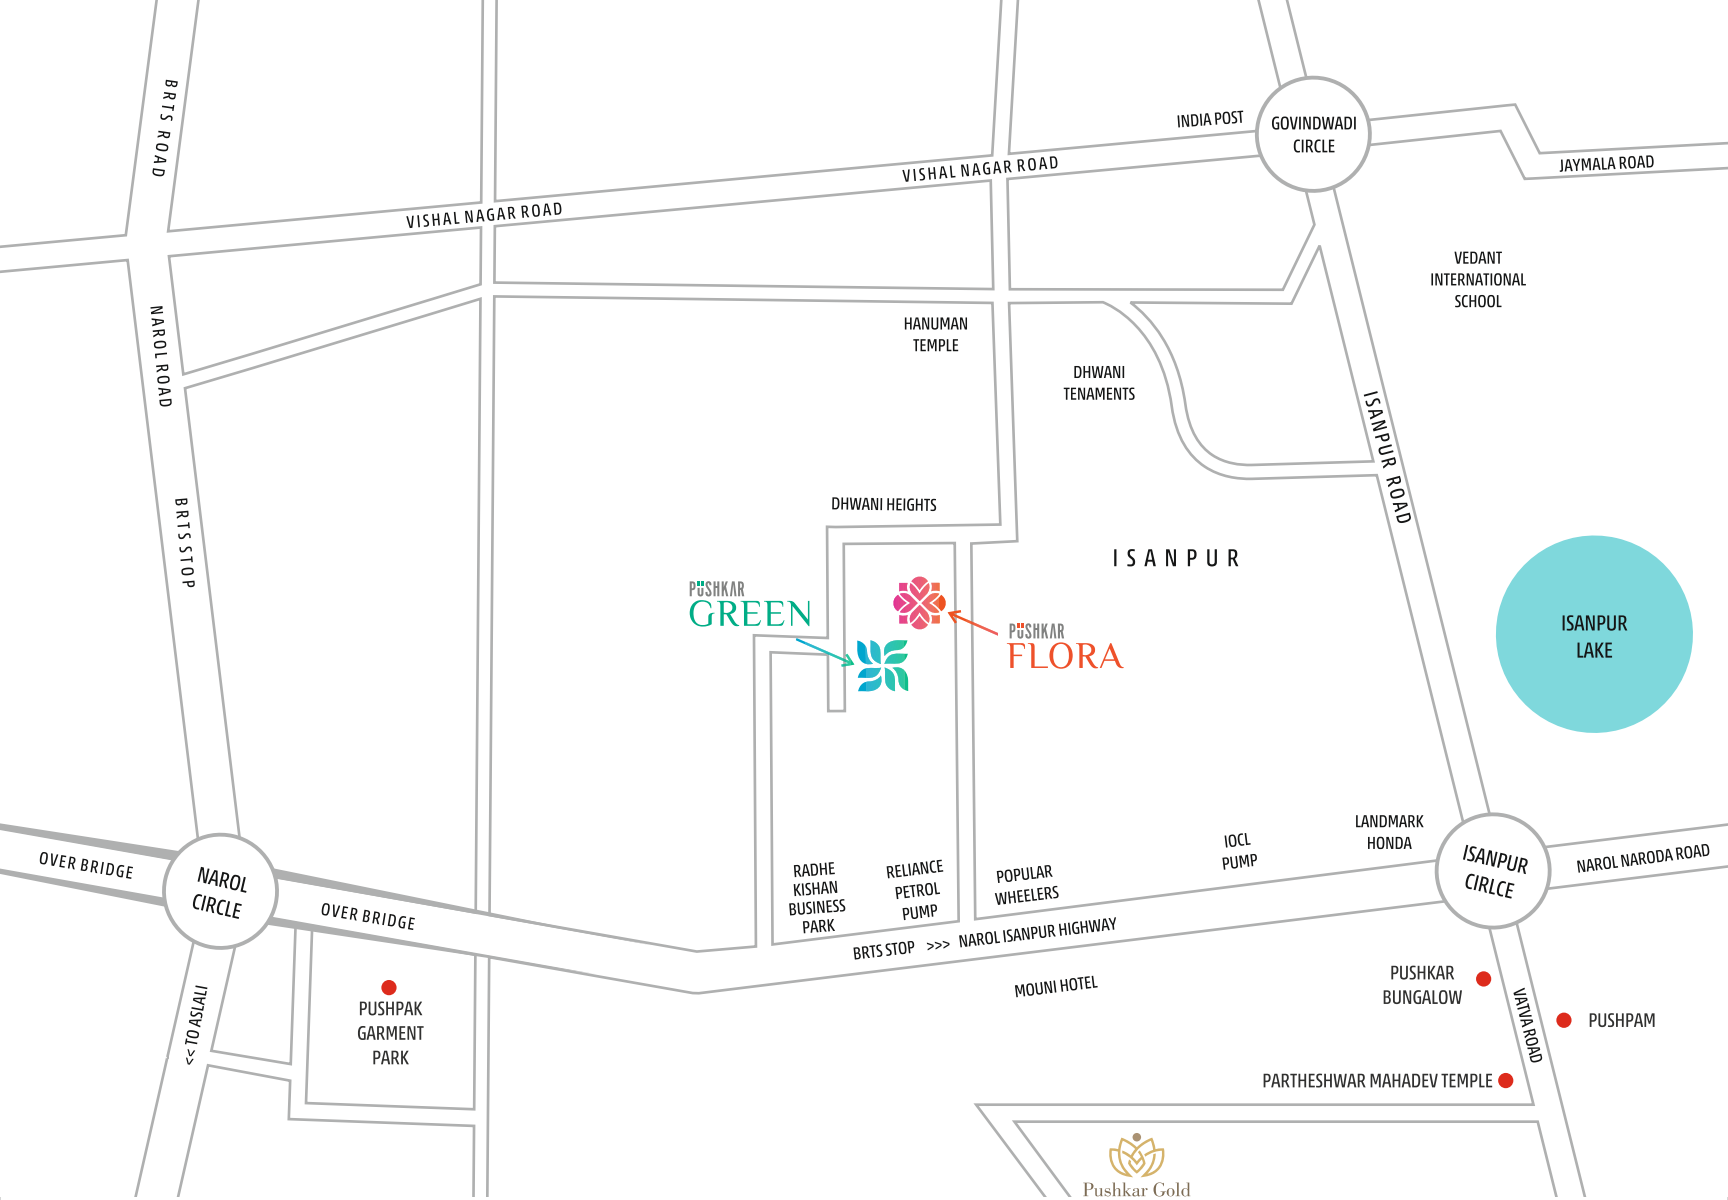 BRTS ROAD
INDIA POST
GOVINDWADI
CIRCLE
VISHAL NAGAR ROAD
JAYMALA ROAD
VISHAL NAGAR ROAD
VEDANT
INTERNATIONAL
SCHOOL
NAROL ROAD
HANUMAN
TEMPLE
DHWANI
TENAMENTS
ISANPUR ROAD
BRTS STOP
DHWANI HEIGHTS
ISANPUR
PUSHKAR
GREEN
PUSHKAR
FLORA
ISANPUR
LAKE
LANDMARK
HONDA
IOCL
PUMP
OVER BRIDGE
NAROL
CIRCLE
OVER BRIDGE
RADHE
KISHAN
BUSINESS
PARK
RELIANCE
PETROL
PUMP
POPULAR
WHEELERS
ISANPUR
CIRLCE
NAROL NARODA ROAD
BRTS STOP >>> NAROL ISANPUR HIGHWAY
MOUNI HOTEL
<< TO ASLALI
PUSHPAK
GARMENT
PARK
PUSHKAR
BUNGALOW
VATVA ROAD
PUSHPAM
PARTHESHWAR MAHADEV TEMPLE
Pushkar Gold